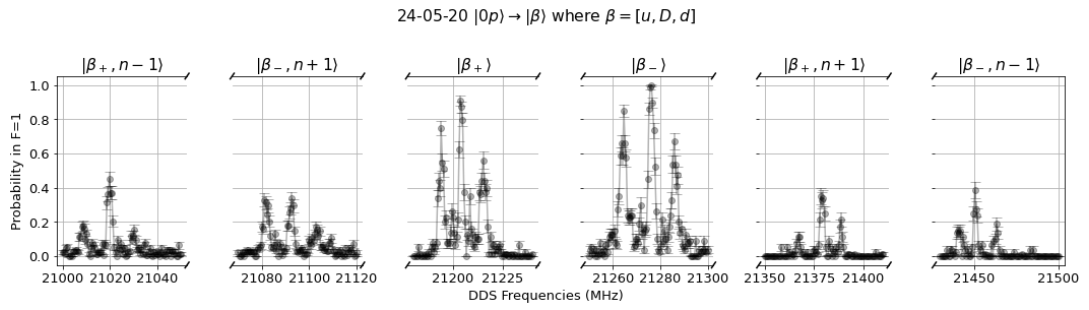 24-05-20 |0p⟩ → |β⟩ where β = [u, D, d]
|β₊, n − 1⟩ |β₋, n + 1⟩ |β₊⟩ |β₋⟩ |β₊, n + 1⟩ |β₋, n − 1⟩
Probability in F=1
1.0
0.8
0.6
0.4
0.2
0.0
21000 21020 21040 21080 21100 21120 21200 21220 21260 21280 21300 21350 21375 21400 21450 21500
DDS Frequencies (MHz)